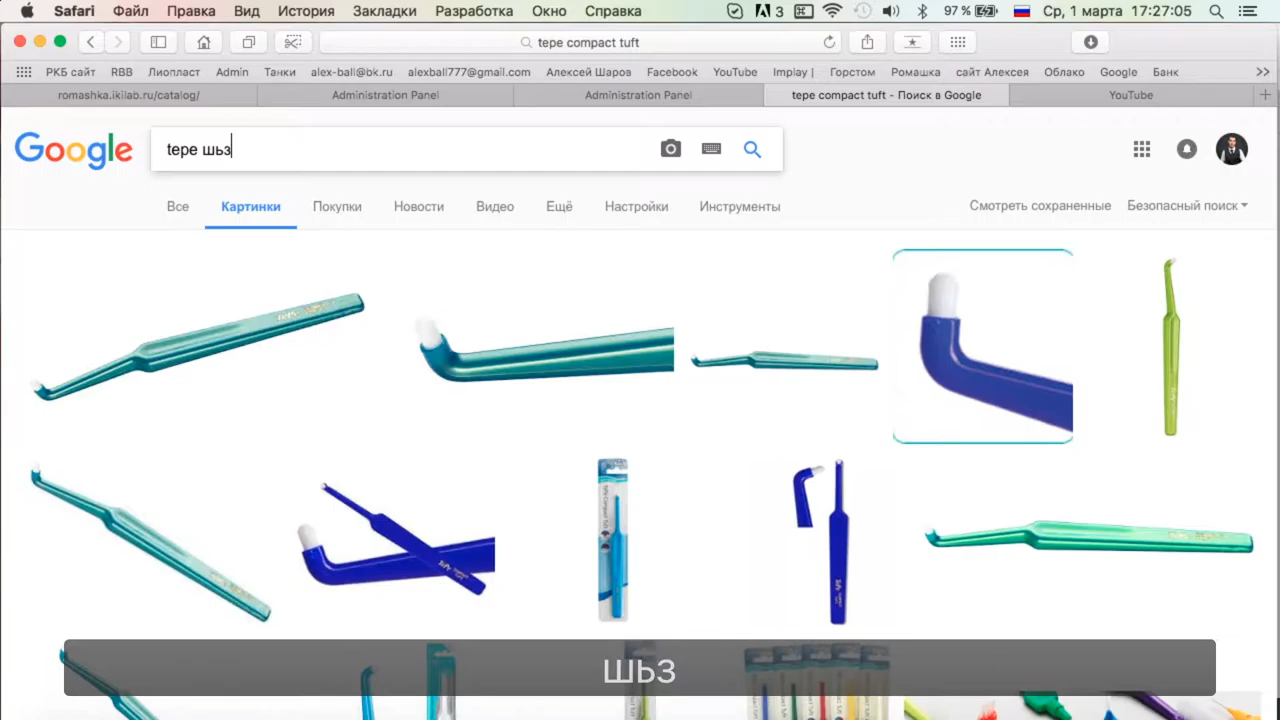 Safari Файл Правка Вид История Закладки Разработка Окно Справка 3 97 % Ср, 1 марта 17:27:05
tepe compact tuft
РКБ сайт RBB Лиопласт Admin Танки alex-ball@bk.ru alexball777@gmail.com Алексей Шаров Facebook YouTube Imlay | Горстом Ромашка сайт Алексея Облако Google Банк >>
romashka.ikilab.ru/catalog/ Administration Panel Administration Panel tepe compact tuft - Поиск в Google YouTube +
Google tepe шьз
Все Картинки Покупки Новости Видео Ещё Настройки Инструменты Смотреть сохраненные Безопасный поиск
шьз